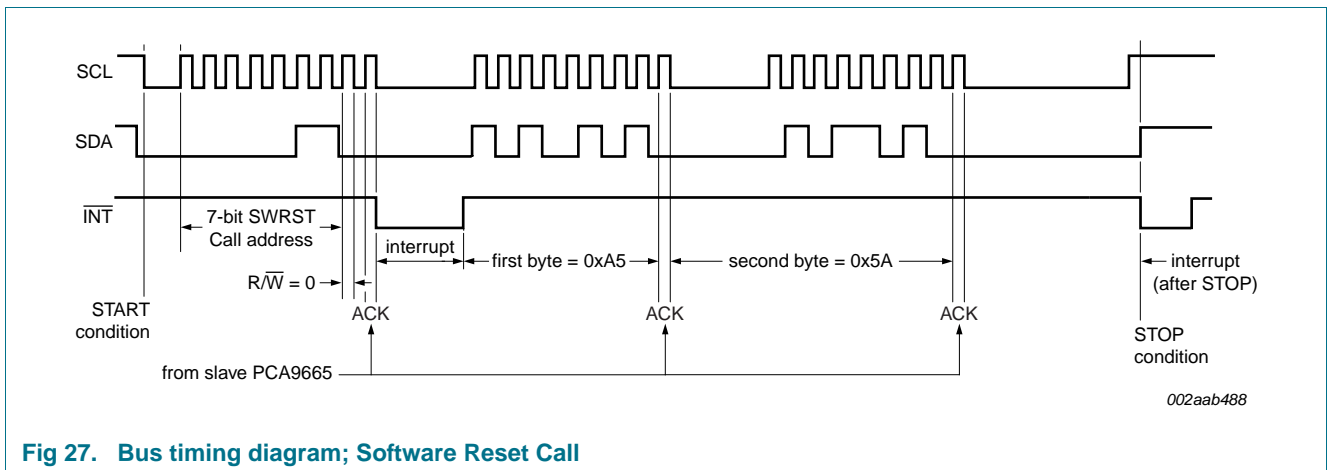 SCL
SDA
INT
7-bit SWRST
Call address
interrupt
first byte = 0xA5
second byte = 0x5A
interrupt
(after STOP)
R/W = 0
START
condition
ACK
ACK
ACK
STOP
condition
from slave PCA9665
002aab488
Fig 27. Bus timing diagram; Software Reset Call